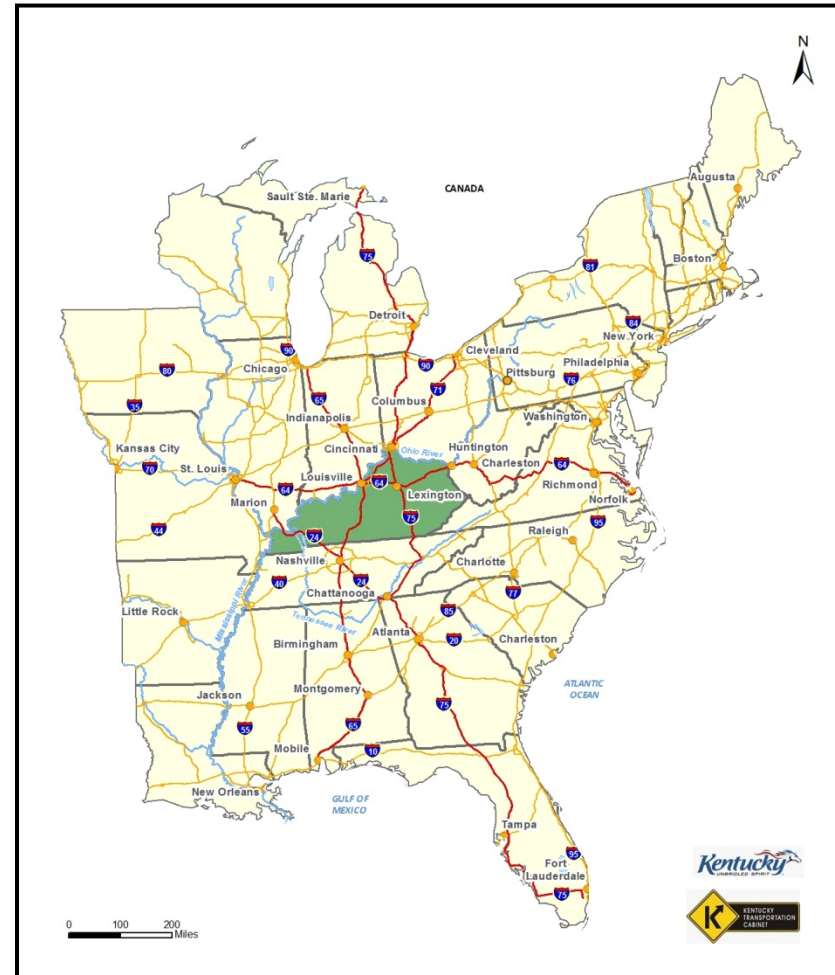 N
CANADA
Augusta
Sault Ste. Marie
75
Boston
81
Detroit
84
New York
90
90
Cleveland
Philadelphia
80
Chicago
Pittsburg
76
71
35
65
Columbus
Indianapolis
Washington
Kansas City
Cincinnati
Ohio River
Huntington
70
St. Louis
Louisville
Charleston
64
64
64
Lexington
Richmond
Norfolk
Marion
75
44
24
95
Raleigh
Nashville
40
24
Charlotte
77
Chattanooga
Mississippi River
Little Rock
Tennessee River
85
Atlanta
20
Birmingham
Charleston
Jackson
Montgomery
75
ATLANTIC
OCEAN
55
65
Mobile
10
New Orleans
GULF OF
MEXICO
Tampa
95
Fort
Lauderdale
75
Kentucky
UNBRIDLED SPIRIT
K
KENTUCKY
TRANSPORTATION
CABINET
0 100 200
Miles